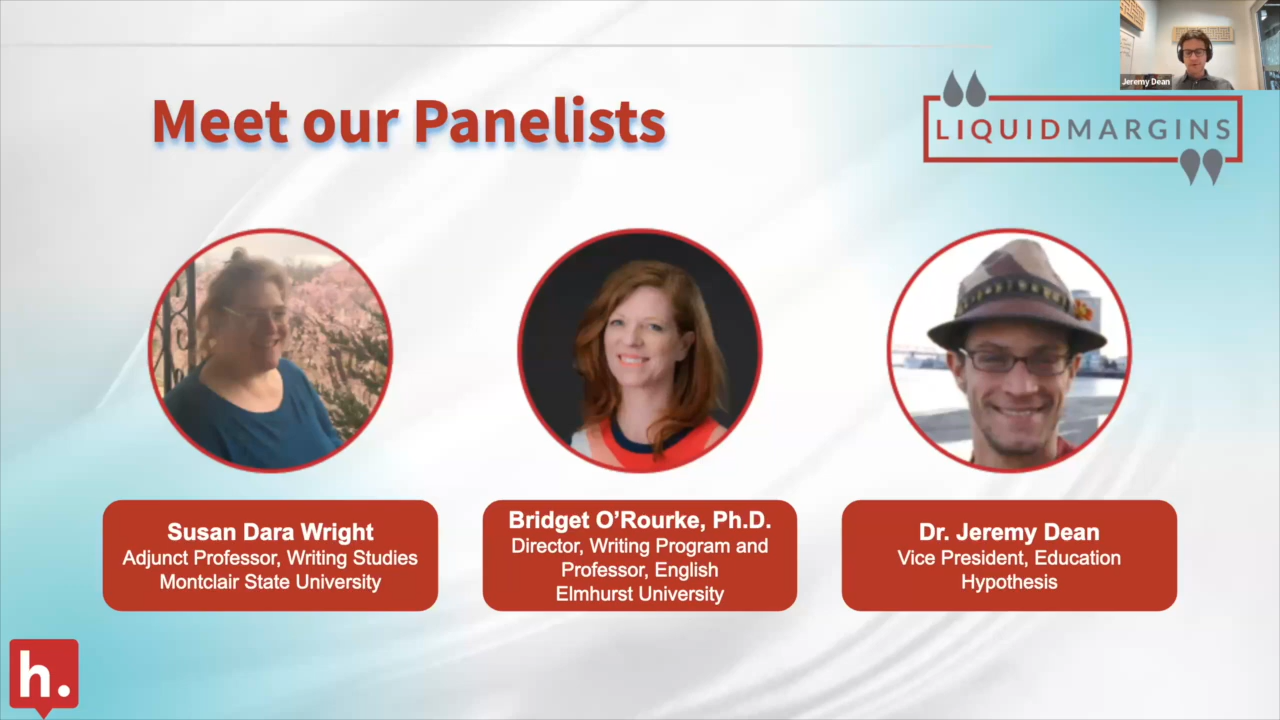 Jeremy Dean
Meet our Panelists
LIQUIDMARGINS
Susan Dara Wright
Adjunct Professor, Writing Studies
Montclair State University
Bridget O'Rourke, Ph.D.
Director, Writing Program and
Professor, English
Elmhurst University
Dr. Jeremy Dean
Vice President, Education
Hypothesis
h.